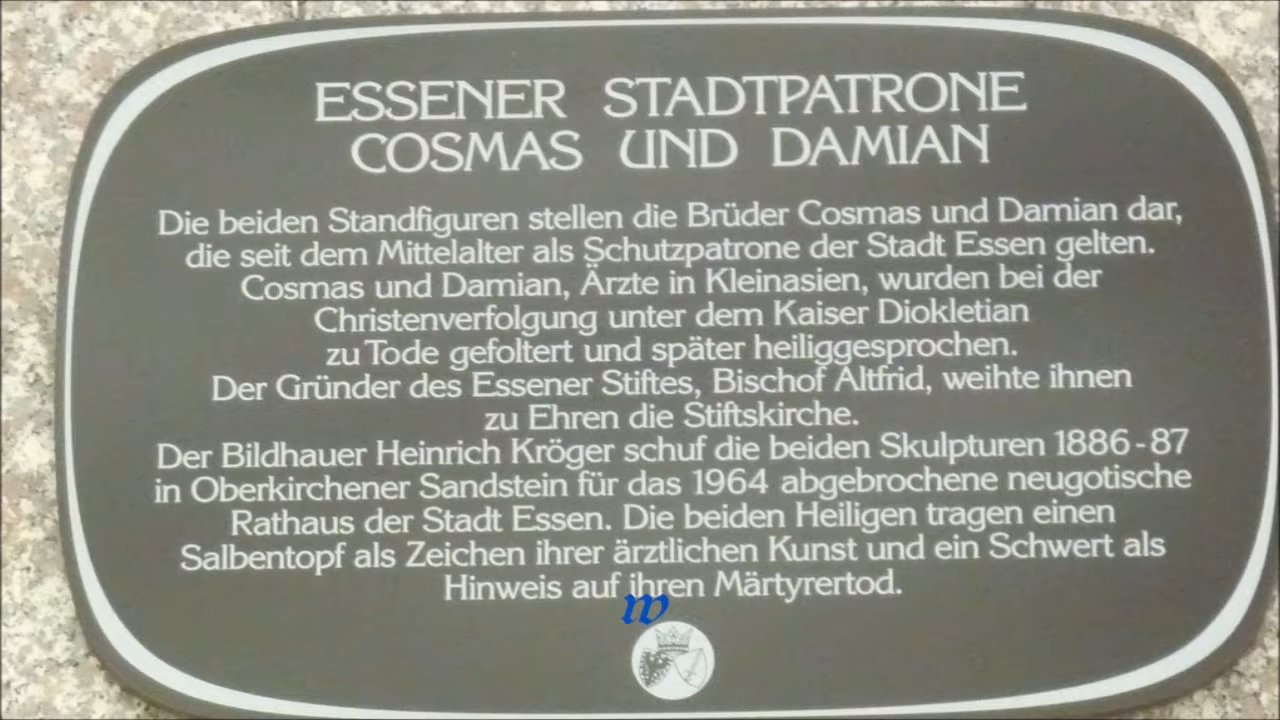 ESSENER STADTPATRONE
COSMAS UND DAMIAN
Die beiden Standfiguren stellen die Brüder Cosmas und Damian dar,
die seit dem Mittelalter als Schutzpatrone der Stadt Essen gelten.
Cosmas und Damian, Ärzte in Kleinasien, wurden bei der
Christenverfolgung unter dem Kaiser Diokletian
zu Tode gefoltert und später heiliggesprochen.
Der Gründer des Essener Stiftes, Bischof Altfrid, weihte ihnen
zu Ehren die Stiftskirche.
Der Bildhauer Heinrich Kröger schuf die beiden Skulpturen 1886-87
in Oberkirchener Sandstein für das 1964 abgebrochene neugotische
Rathaus der Stadt Essen. Die beiden Heiligen tragen einen
Salbentopf als Zeichen ihrer ärztlichen Kunst und ein Schwert als
Hinweis auf ihren Märtyrertod.
w